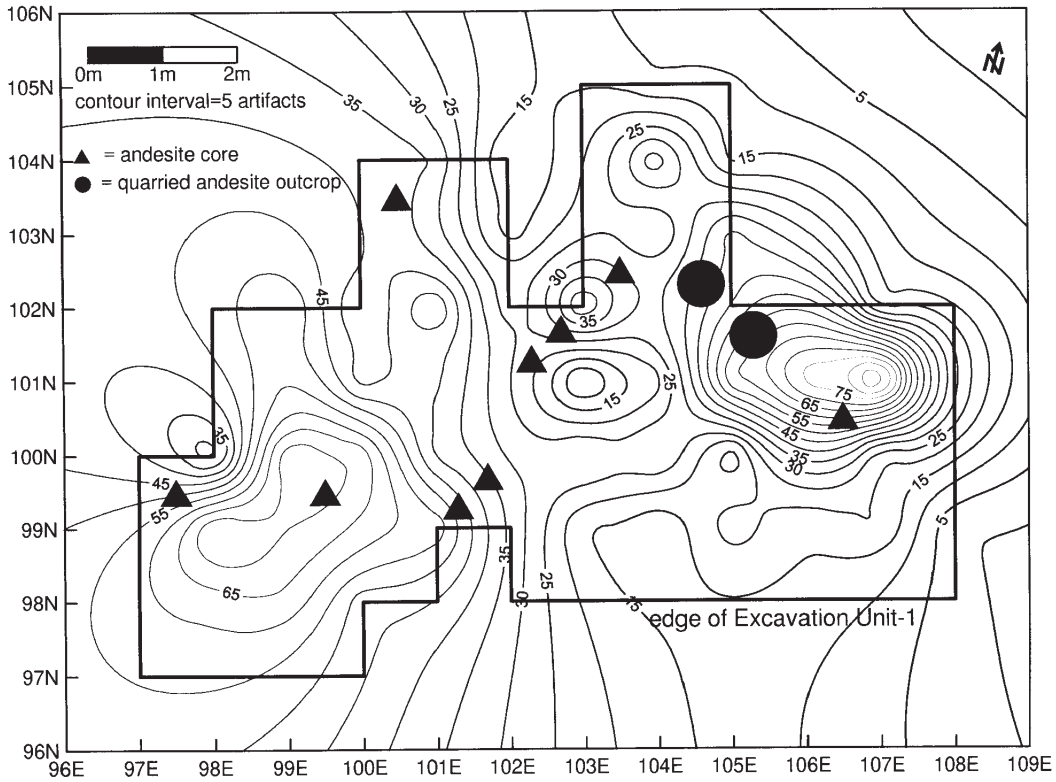 106N
105N
104N
103N
102N
101N
100N
99N
98N
97N
96N
0m 1m 2m
contour interval=5 artifacts
= andesite core
= quarried andesite outcrop
N
35
30
25
15
5
25
15
45
30
35
25
15
75
65
55
45
35
30
25
15
5
35
45
55
65
35
30
25
15
edge of Excavation Unit-1
96E 97E 98E 99E 100E 101E 102E 103E 104E 105E 106E 107E 108E 109E